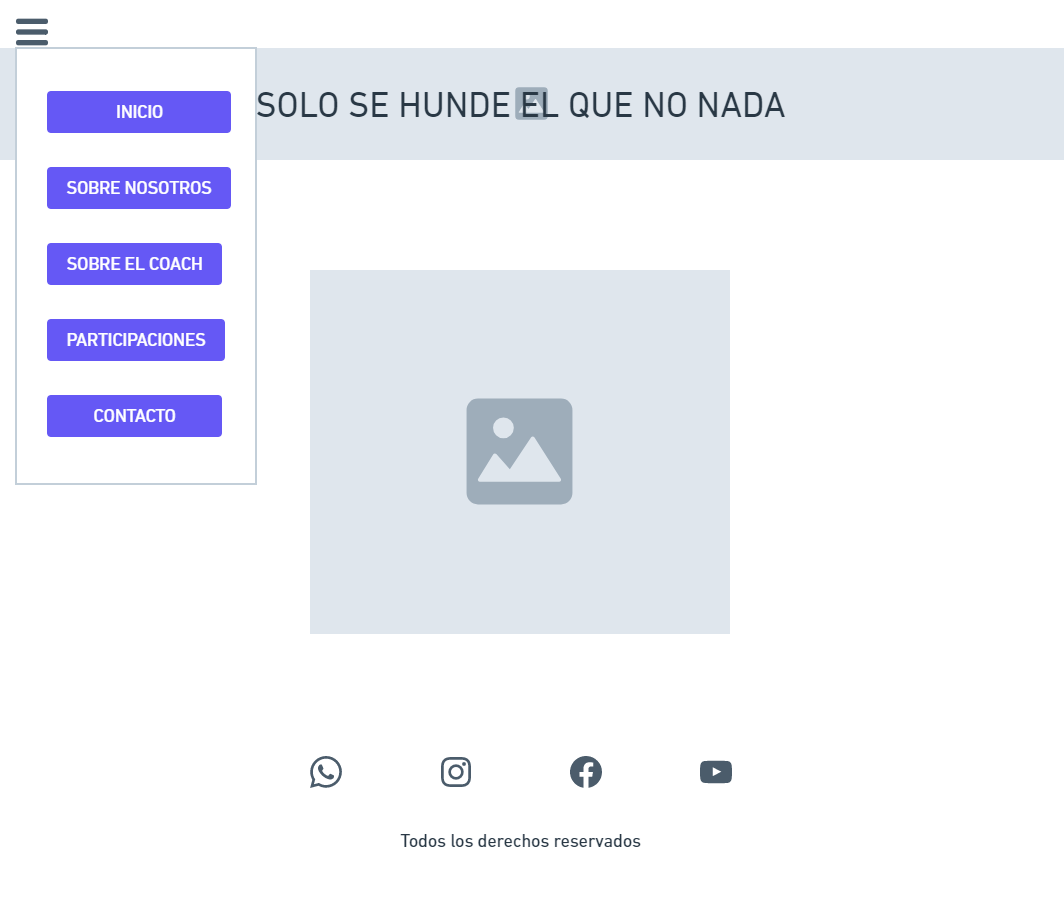 SOLO SE HUNDE EL QUE NO NADA
INICIO
SOBRE NOSOTROS
SOBRE EL COACH
PARTICIPACIONES
CONTACTO
Todos los derechos reservados